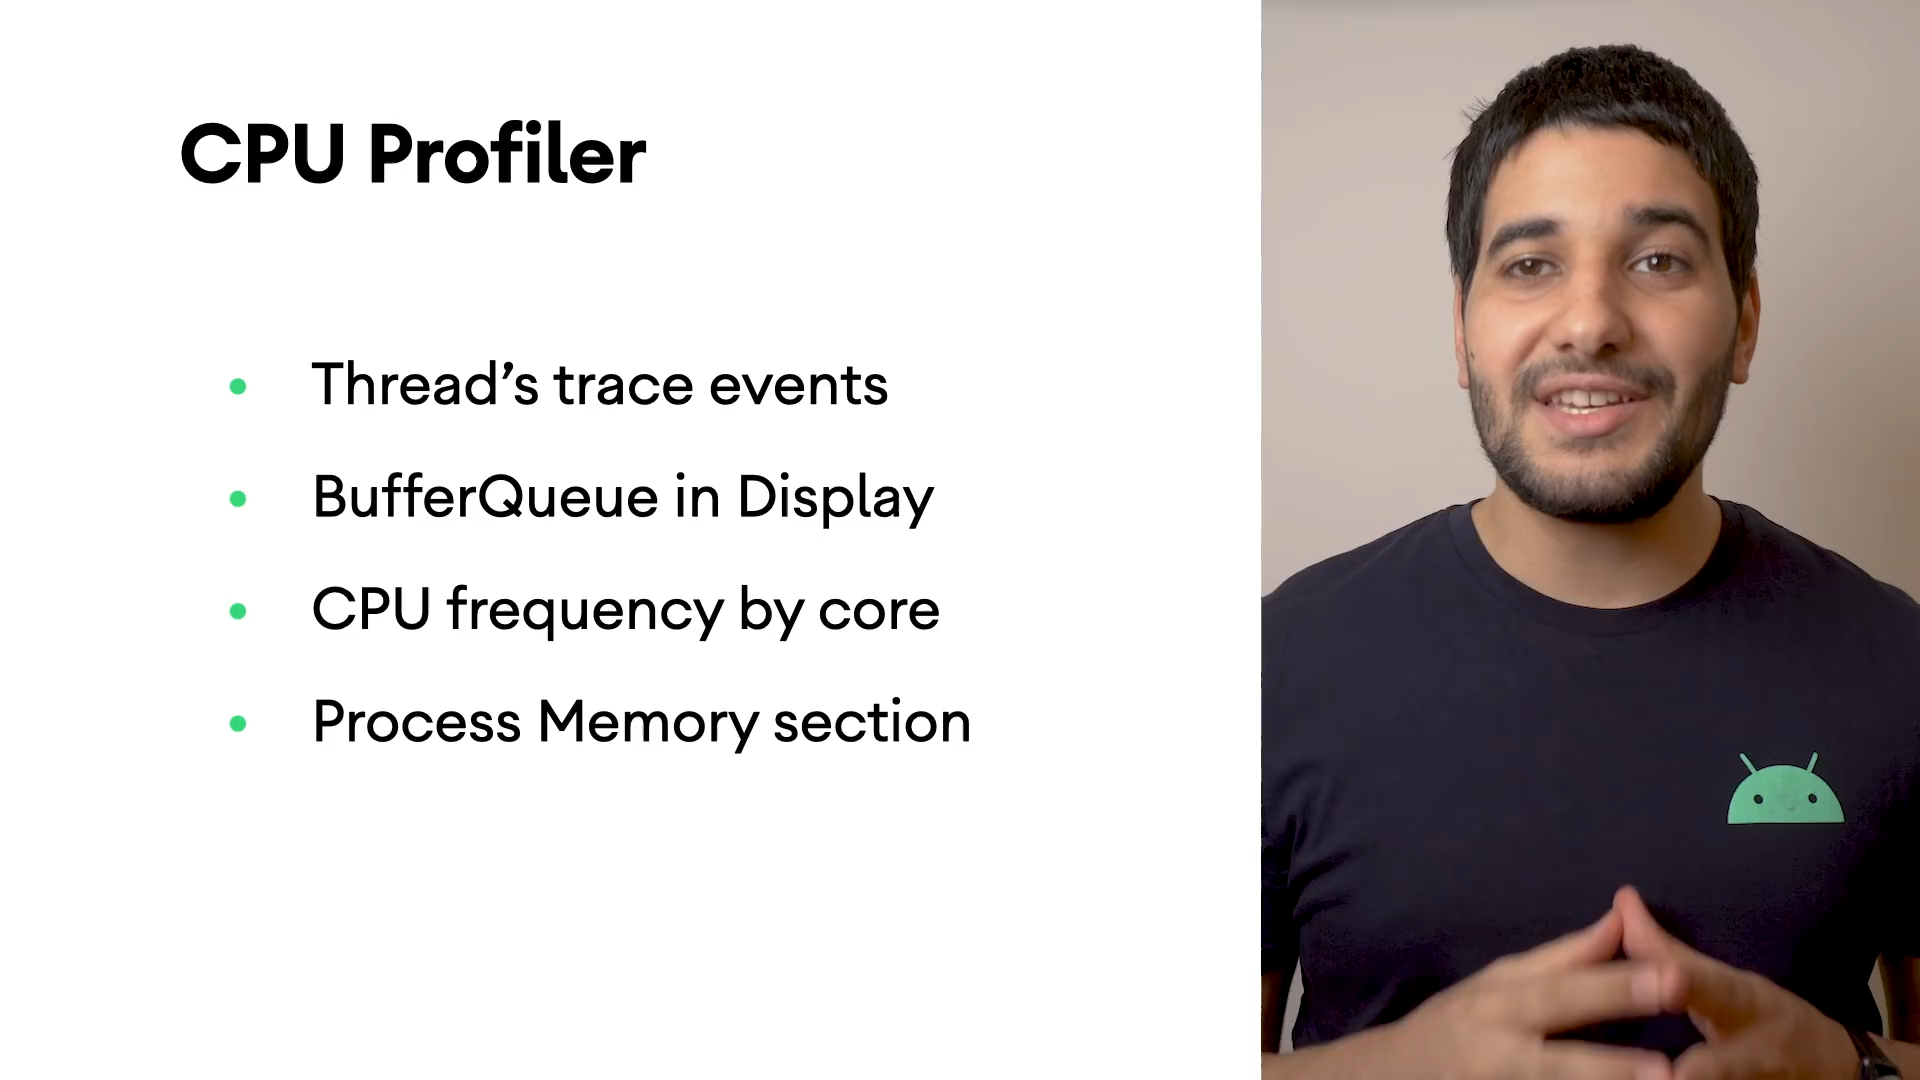 CPU Profiler
Thread’s trace events
BufferQueue in Display
CPU frequency by core
Process Memory section